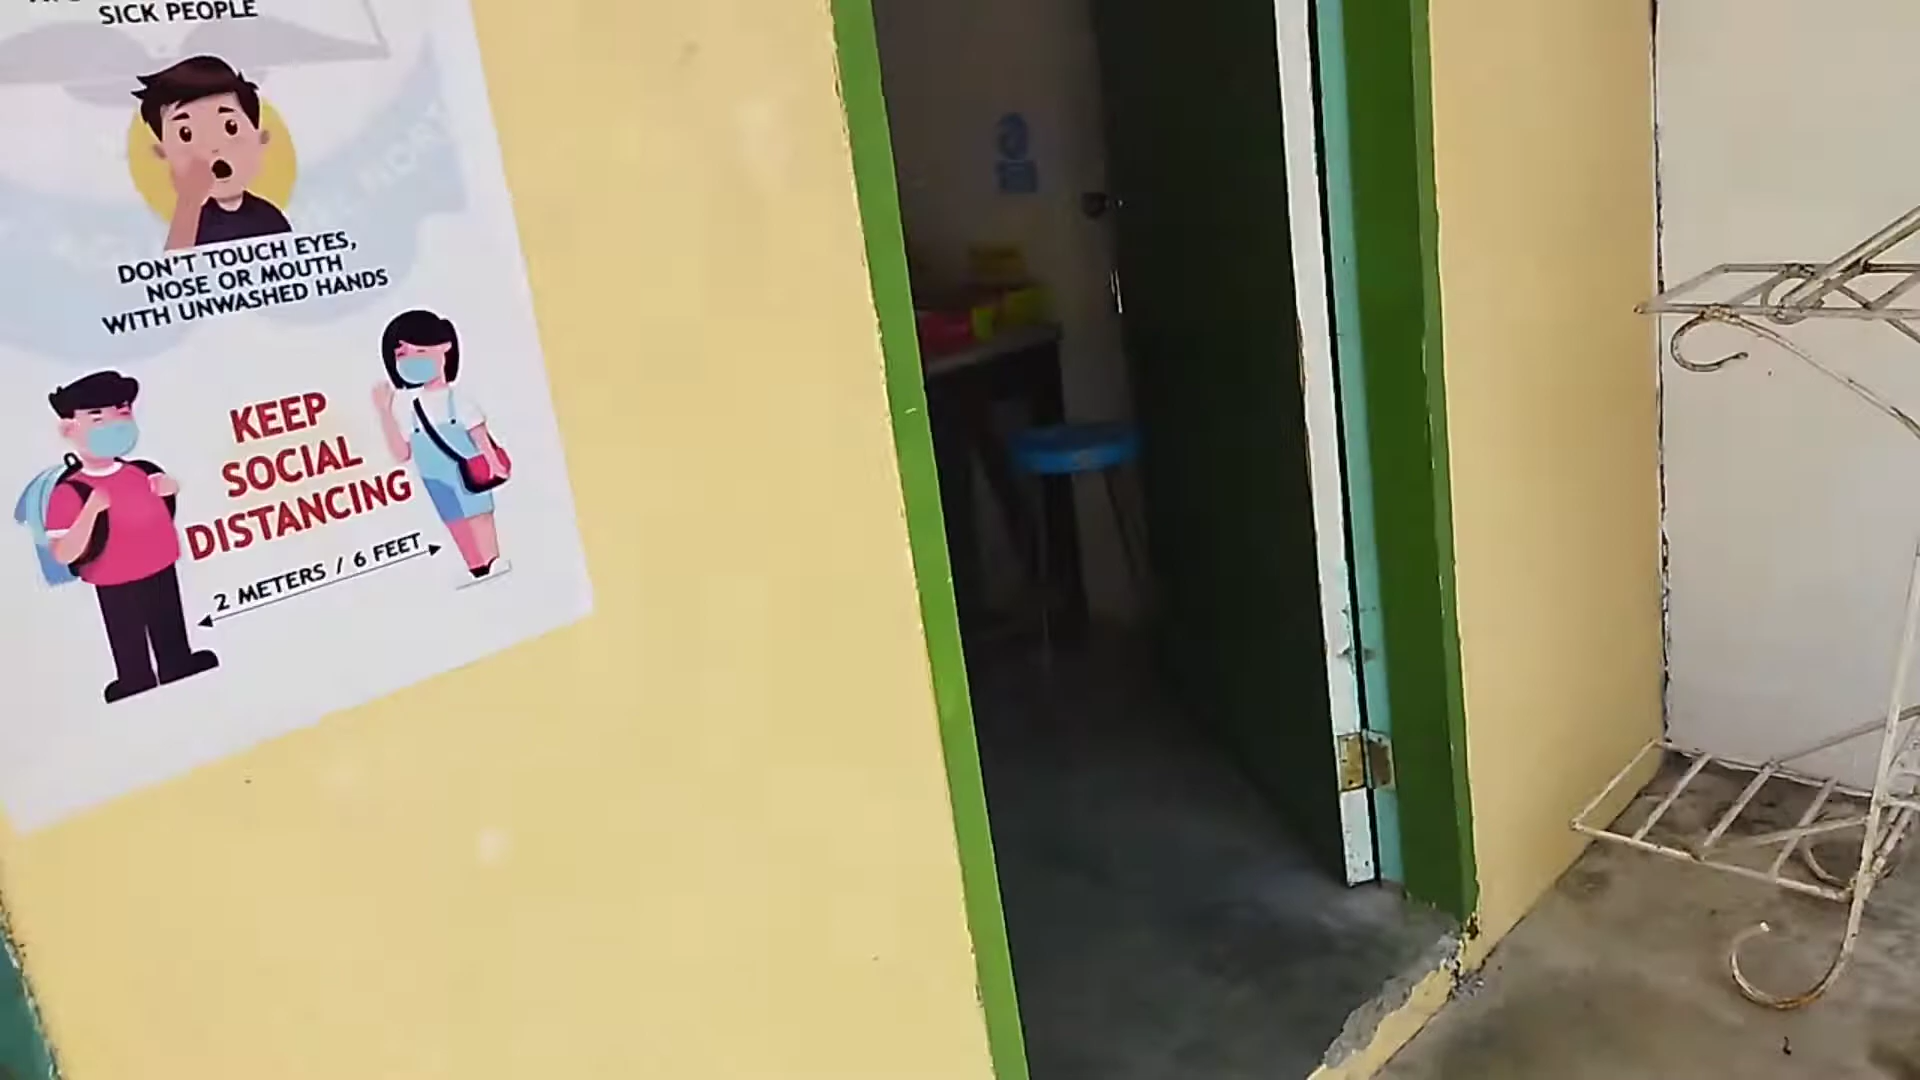 SICK PEOPLE
DON'T TOUCH EYES,
NOSE OR MOUTH
WITH UNWASHED HANDS
KEEP
SOCIAL
DISTANCING
2 METERS / 6 FEET